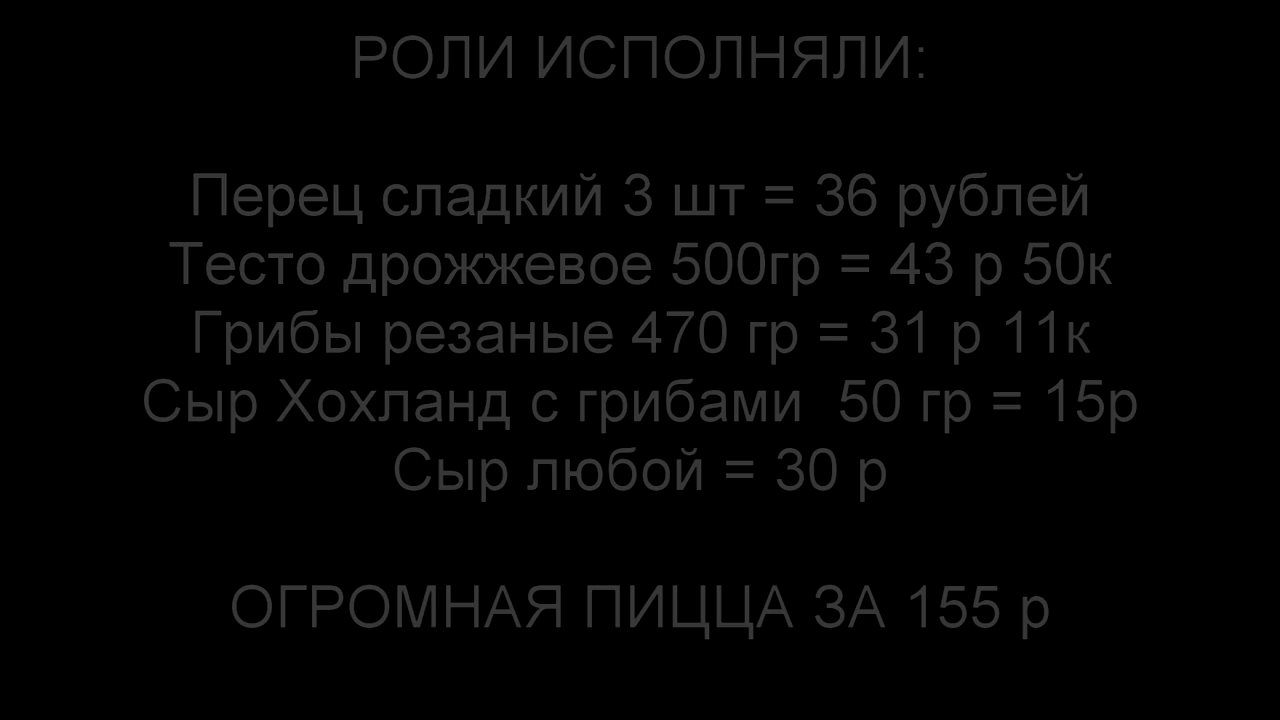 РОЛИ ИСПОЛНЯЛИ:
Перец сладкий 3 шт = 36 рублей
Тесто дрожжевое 500гр = 43 р 50к
Грибы резаные 470 гр = 31 р 11к
Сыр Хохланд с грибами  50 гр = 15р
Сыр любой = 30 р
ОГРОМНАЯ ПИЦЦА ЗА 155 р